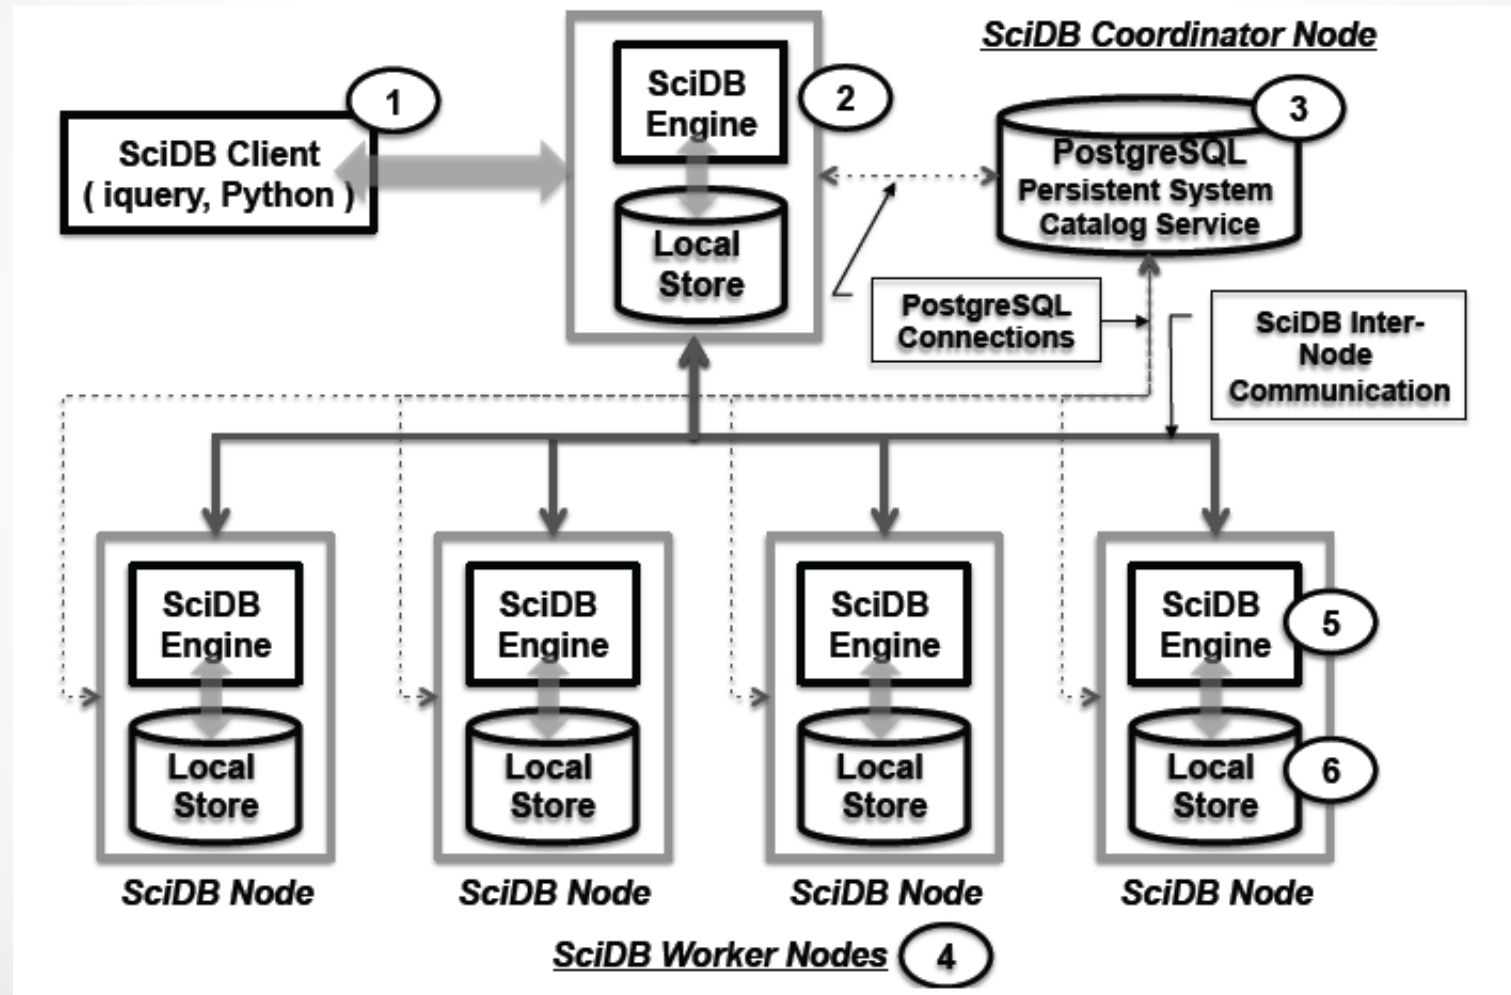 SciDB Coordinator Node
1
SciDB Client
( iquery, Python )
SciDB
Engine
2
Local
Store
3
PostgreSQL
Persistent System
Catalog Service
PostgreSQL
Connections
SciDB Inter-
Node
Communication
SciDB
Engine
Local
Store
SciDB Node
SciDB
Engine
Local
Store
SciDB Node
SciDB
Engine
Local
Store
SciDB Node
SciDB
Engine
5
Local
Store
6
SciDB Node
SciDB Worker Nodes
4